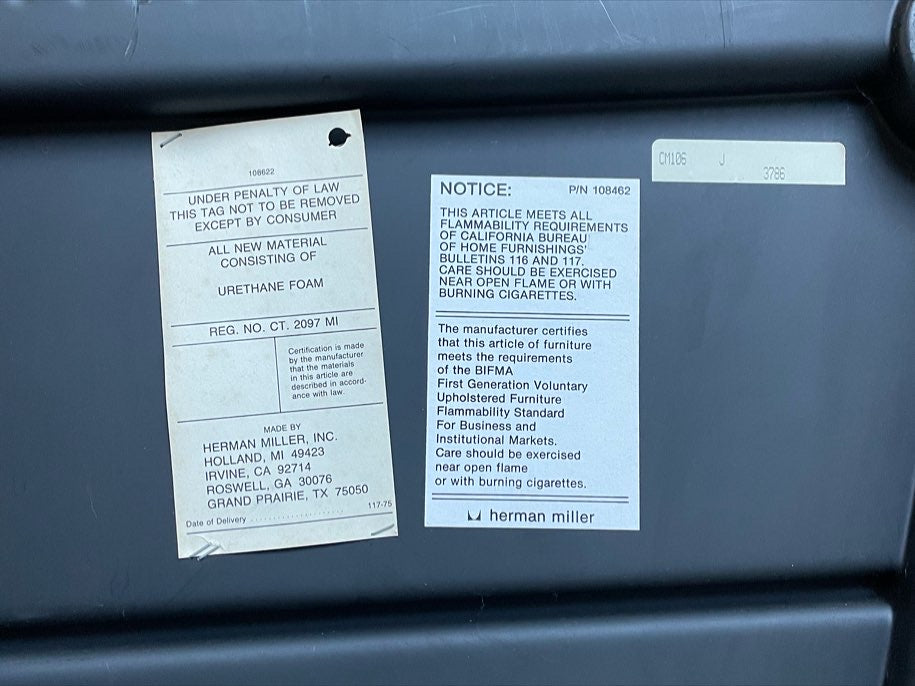 108622
UNDER PENALTY OF LAW
THIS TAG NOT TO BE REMOVED
EXCEPT BY CONSUMER
ALL NEW MATERIAL
CONSISTING OF
URETHANE FOAM
REG. NO. CT. 2097 MI
Certification is made
by the manufacturer
that the materials
in this article are
described in accord-
ance with law.
MADE BY
HERMAN MILLER, INC.
HOLLAND, MI 49423
IRVINE, CA 92714
ROSWELL, GA 30076
GRAND PRAIRIE, TX 75050
117-75
Date of Delivery ......................
NOTICE: P/N 108462
THIS ARTICLE MEETS ALL
FLAMMABILITY REQUIREMENTS
OF CALIFORNIA BUREAU
OF HOME FURNISHINGS'
BULLETINS 116 AND 117.
CARE SHOULD BE EXERCISED
NEAR OPEN FLAME OR WITH
BURNING CIGARETTES.
The manufacturer certifies
that this article of furniture
meets the requirements
of the BIFMA
First Generation Voluntary
Upholstered Furniture
Flammability Standard
For Business and
Institutional Markets.
Care should be exercised
near open flame
or with burning cigarettes.
herman miller
CM106 J
3786